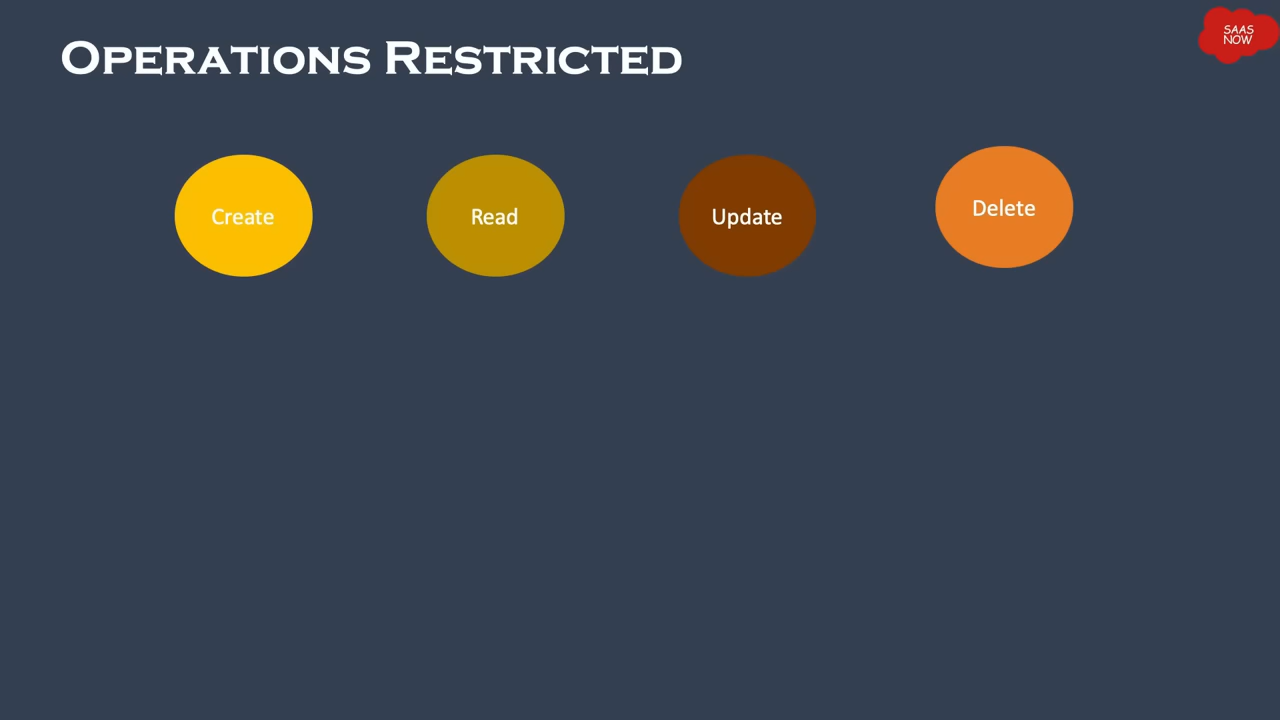 Operations Restricted
SAAS
NOW
Create
Read
Update
Delete